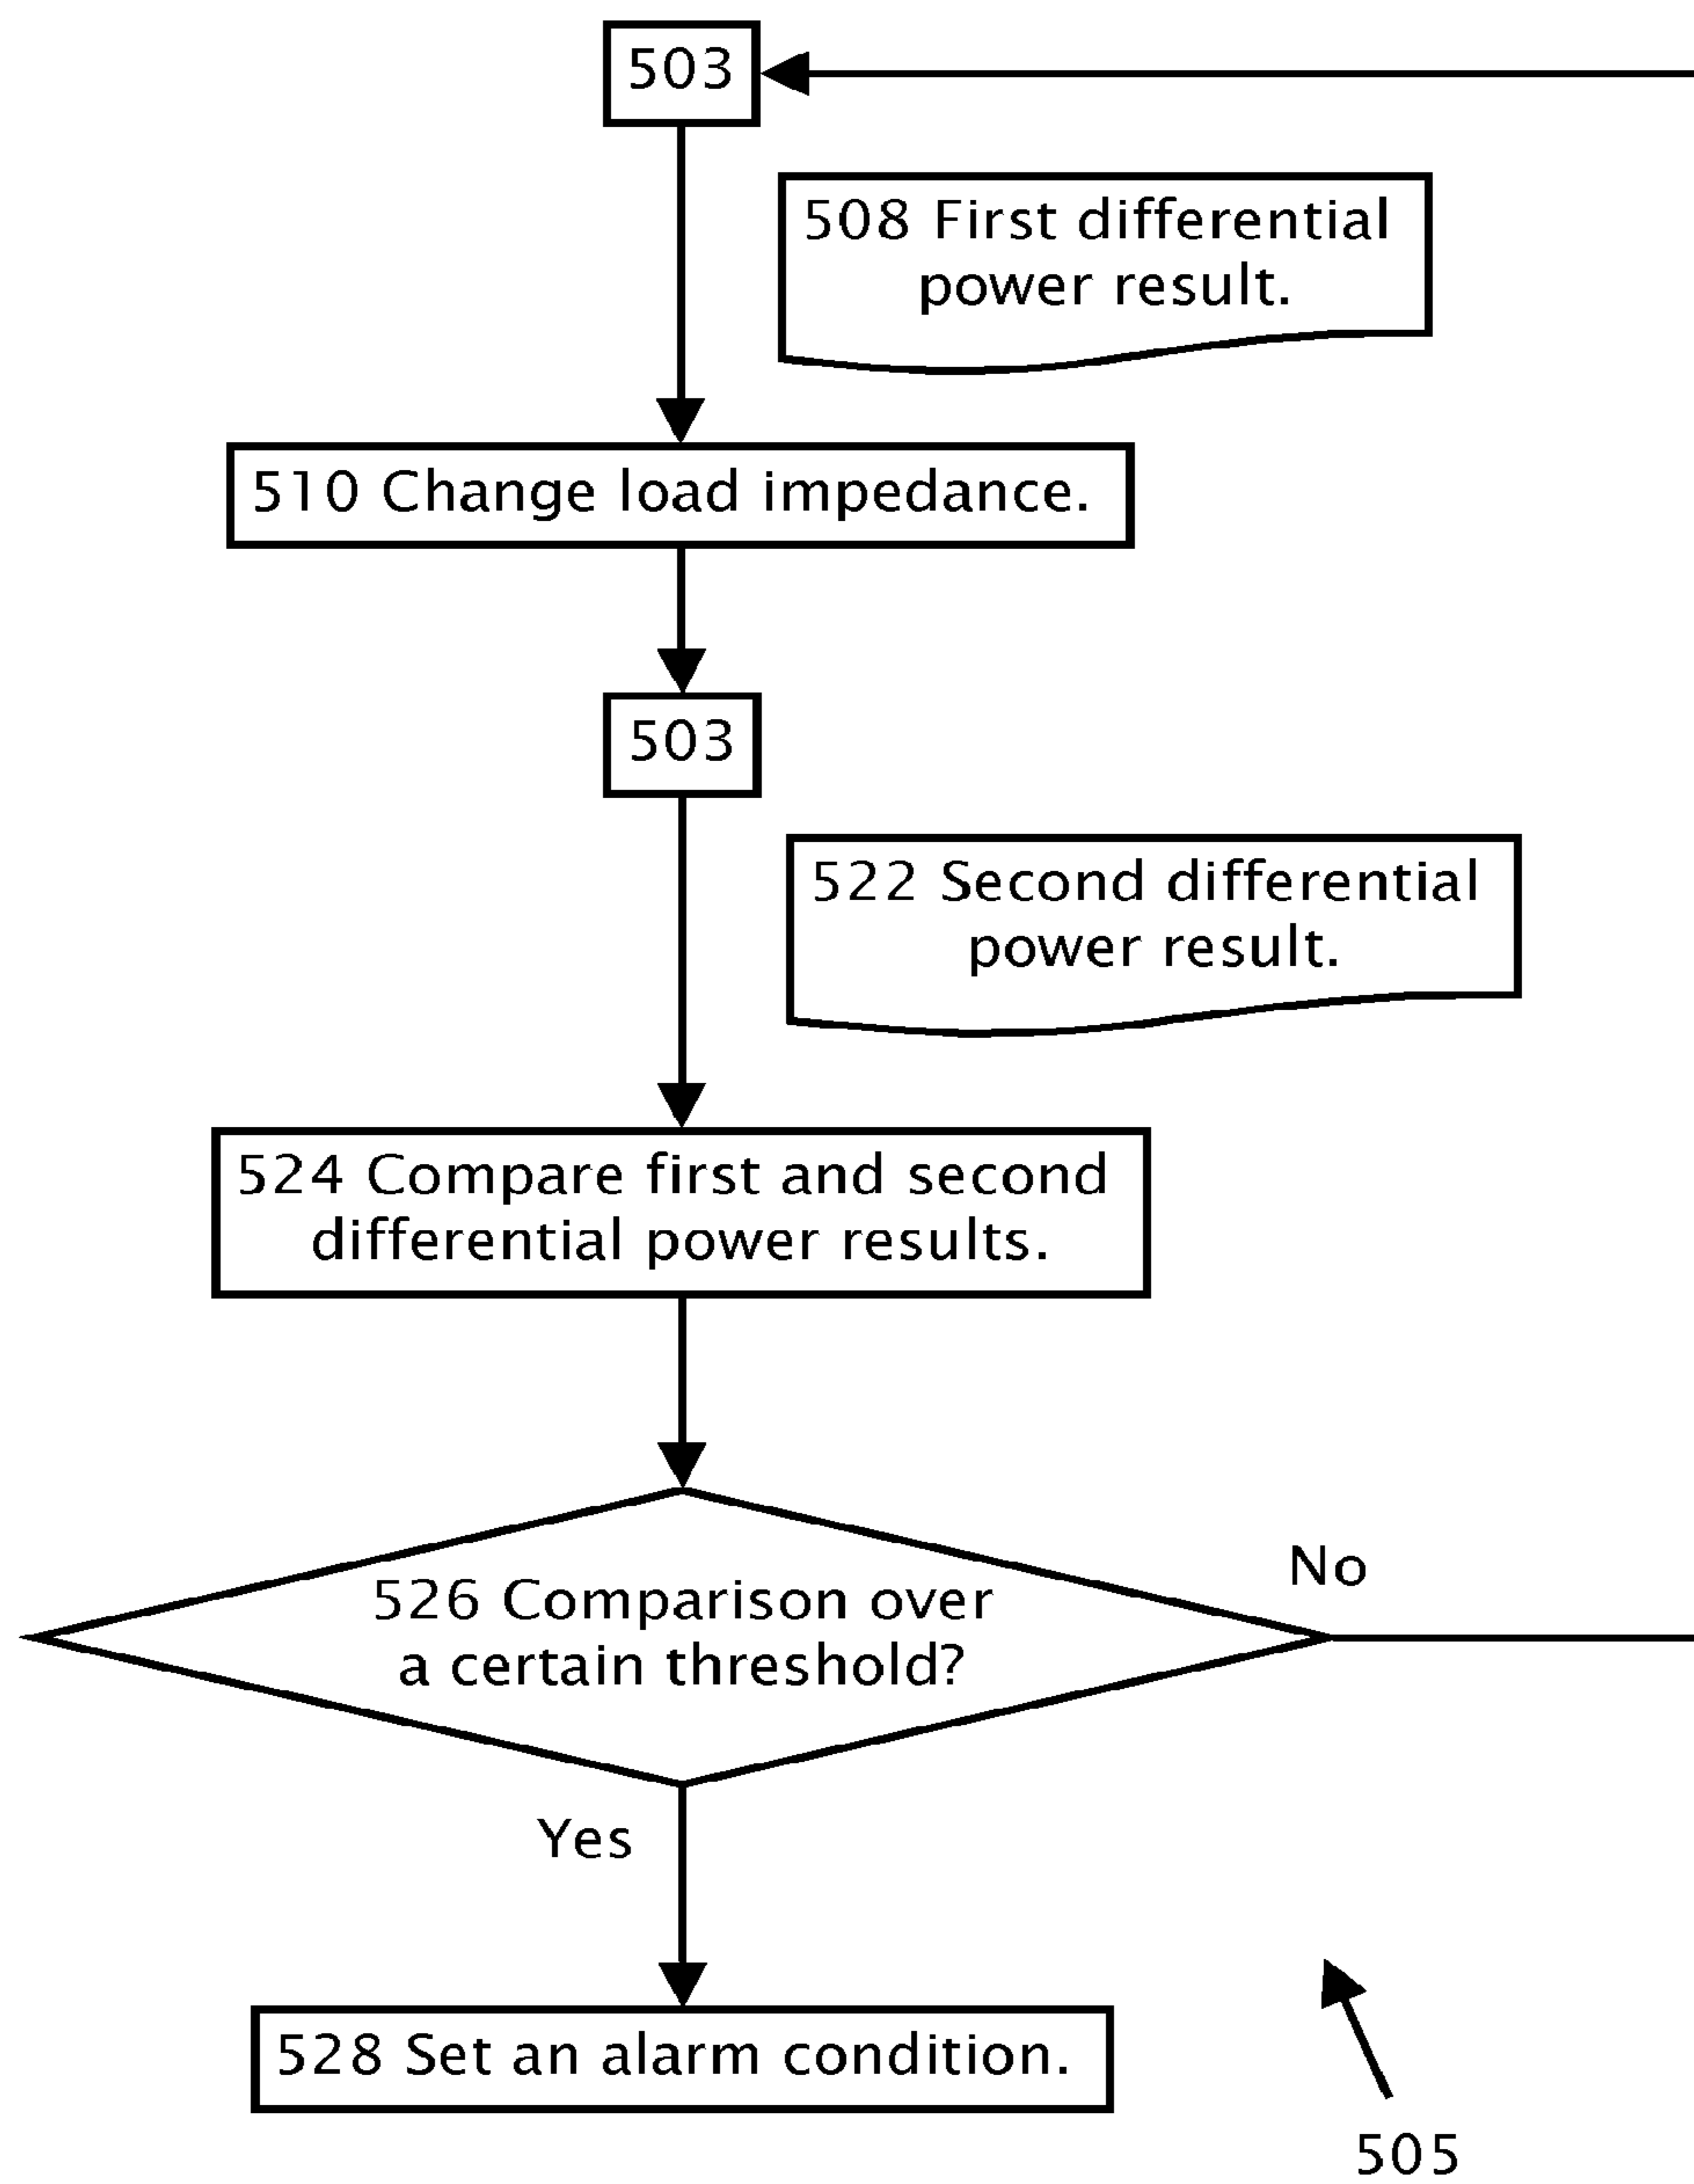 503
508 First differential
power result.
510 Change load impedance.
503
522 Second differential
power result.
524 Compare first and second
differential power results.
526 Comparison over
a certain threshold?
No
Yes
528 Set an alarm condition.
505